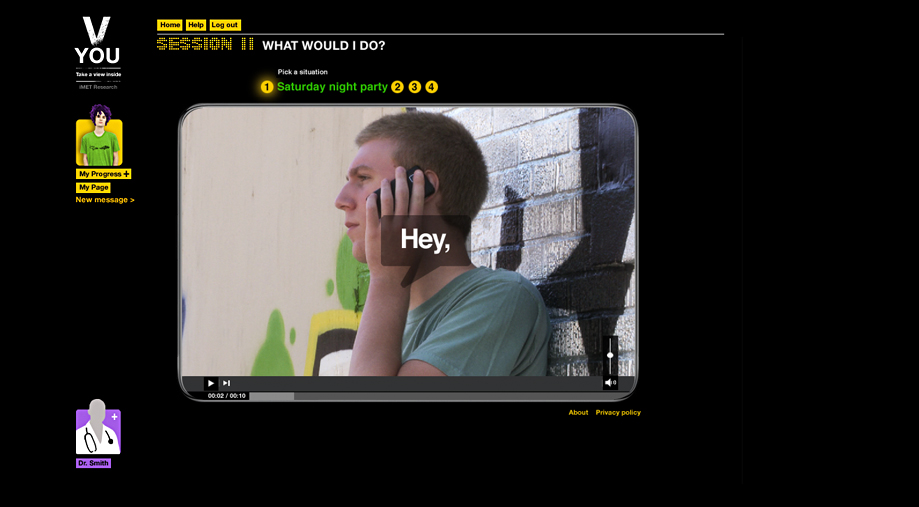 V
YOU
Take a view inside
iMET Research
Home Help Log out
SESSION II WHAT WOULD I DO?
Pick a situation
1 Saturday night party 2 3 4
My Progress +
My Page
New message >
Hey,
00:02 / 00:10
About Privacy policy
+
Dr. Smith